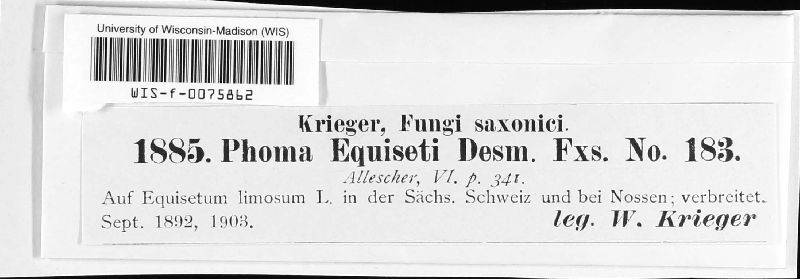 University of Wisconsin-Madison (WIS)
WIS-f-0075862
Krieger, Fungi saxonici.
1885. Phoma Equiseti Desm. Fxs. No. 183.
Allescher, VI. p. 341.
Auf Equisetum limosum L. in der Sächs. Schweiz und bei Nossen; verbreitet.
Sept. 1892, 1903.
leg. W. Krieger